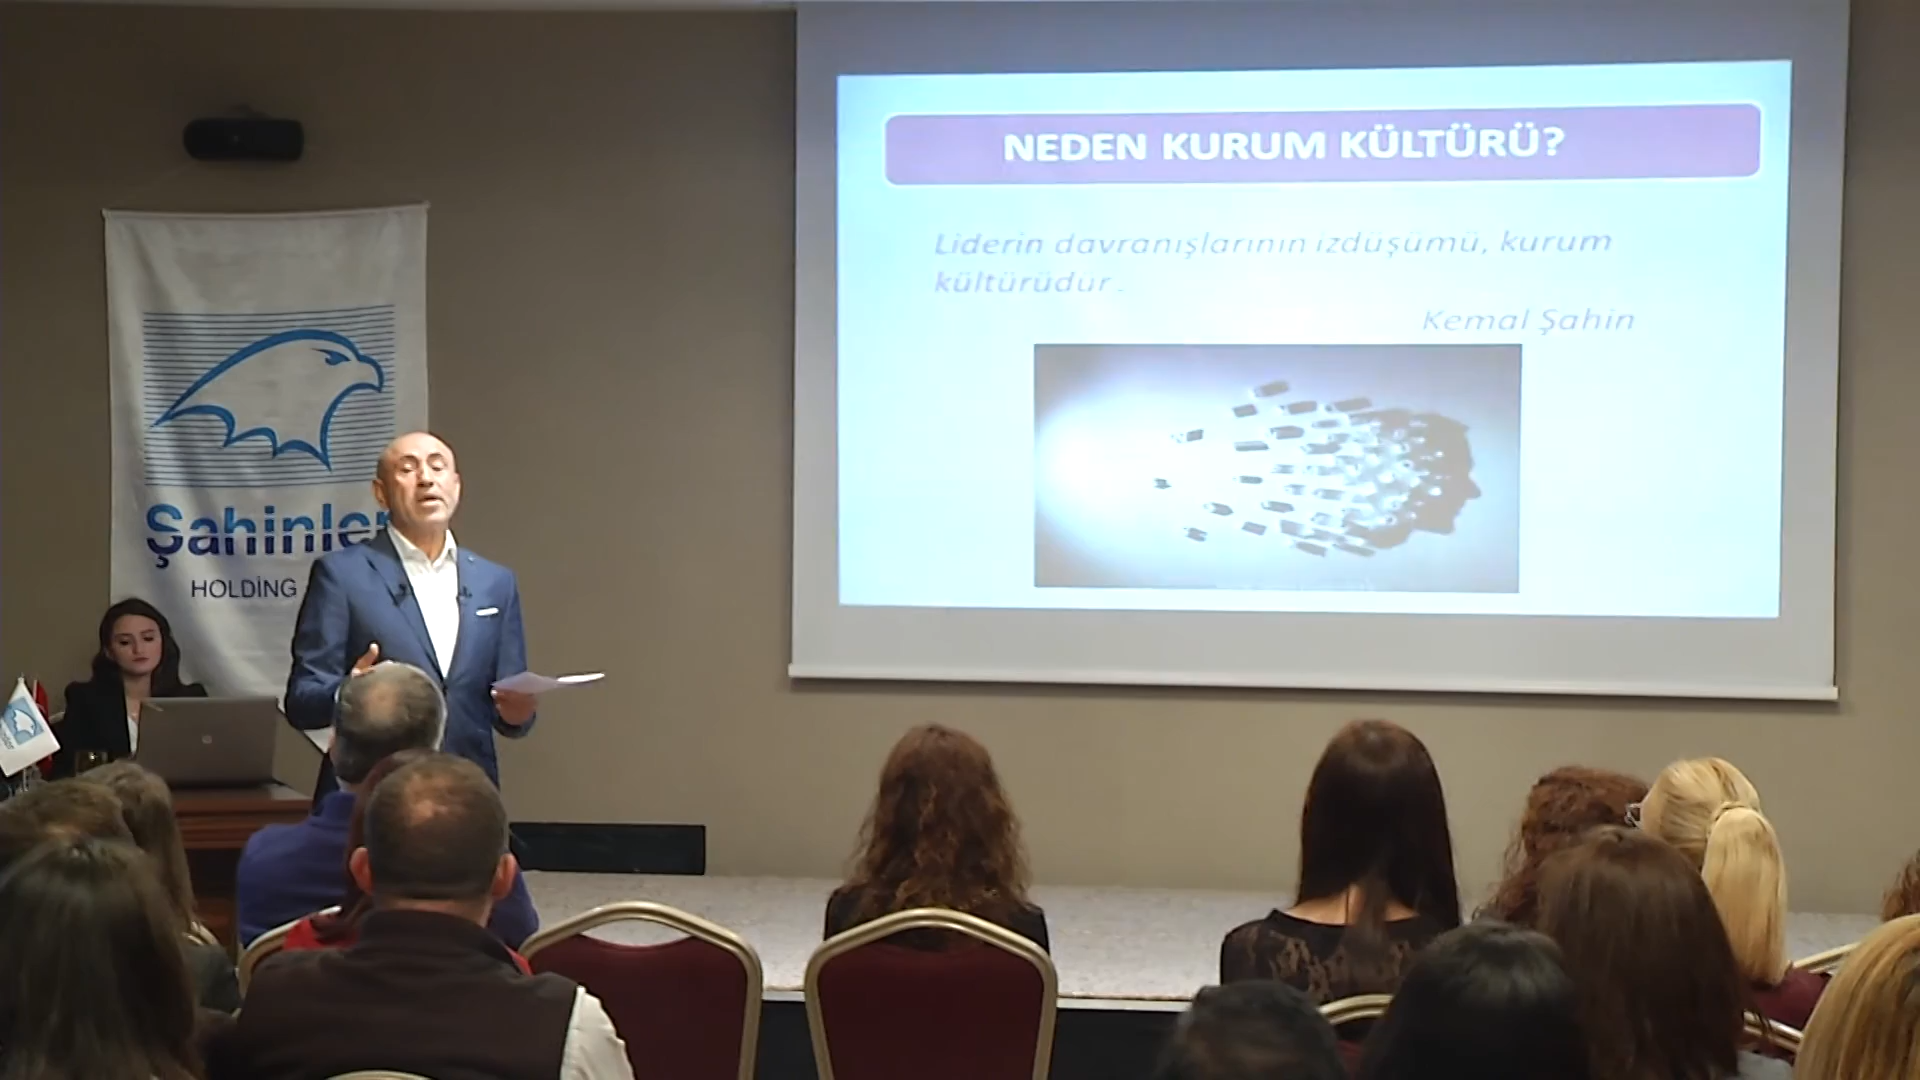 NEDEN KURUM KÜLTÜRÜ?
Liderin davranışlarının izdüşümü, kurum
kültürüdür .
Kemal Şahin
Şahinler
HOLDİNG